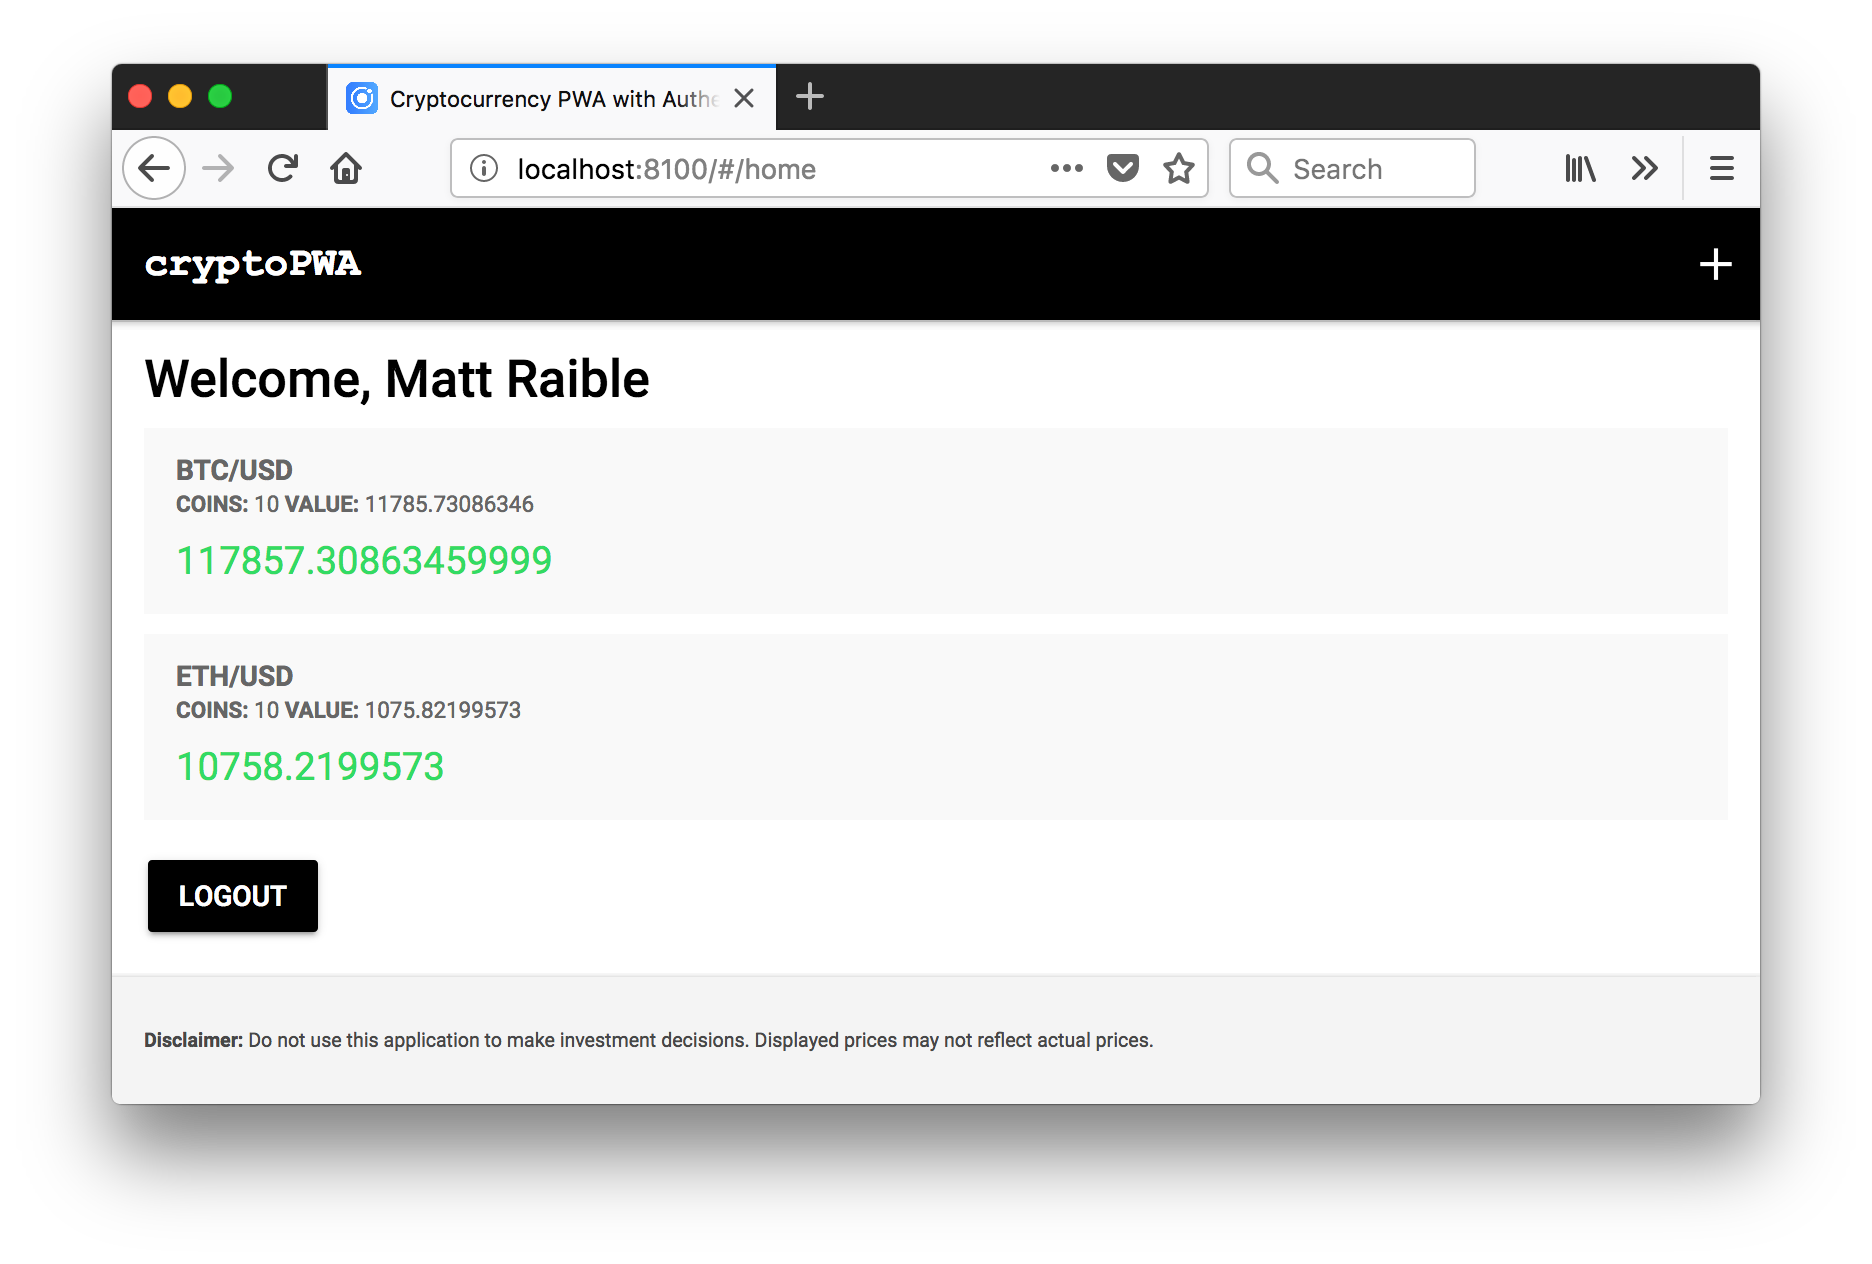 Cryptocurrency PWA with Auth
localhost:8100/#/home
Search
cryptoPWA
Welcome, Matt Raible
BTC/USD
COINS: 10 VALUE: 11785.73086346
117857.30863459999
ETH/USD
COINS: 10 VALUE: 1075.82199573
10758.2199573
LOGOUT
Disclaimer: Do not use this application to make investment decisions. Displayed prices may not reflect actual prices.